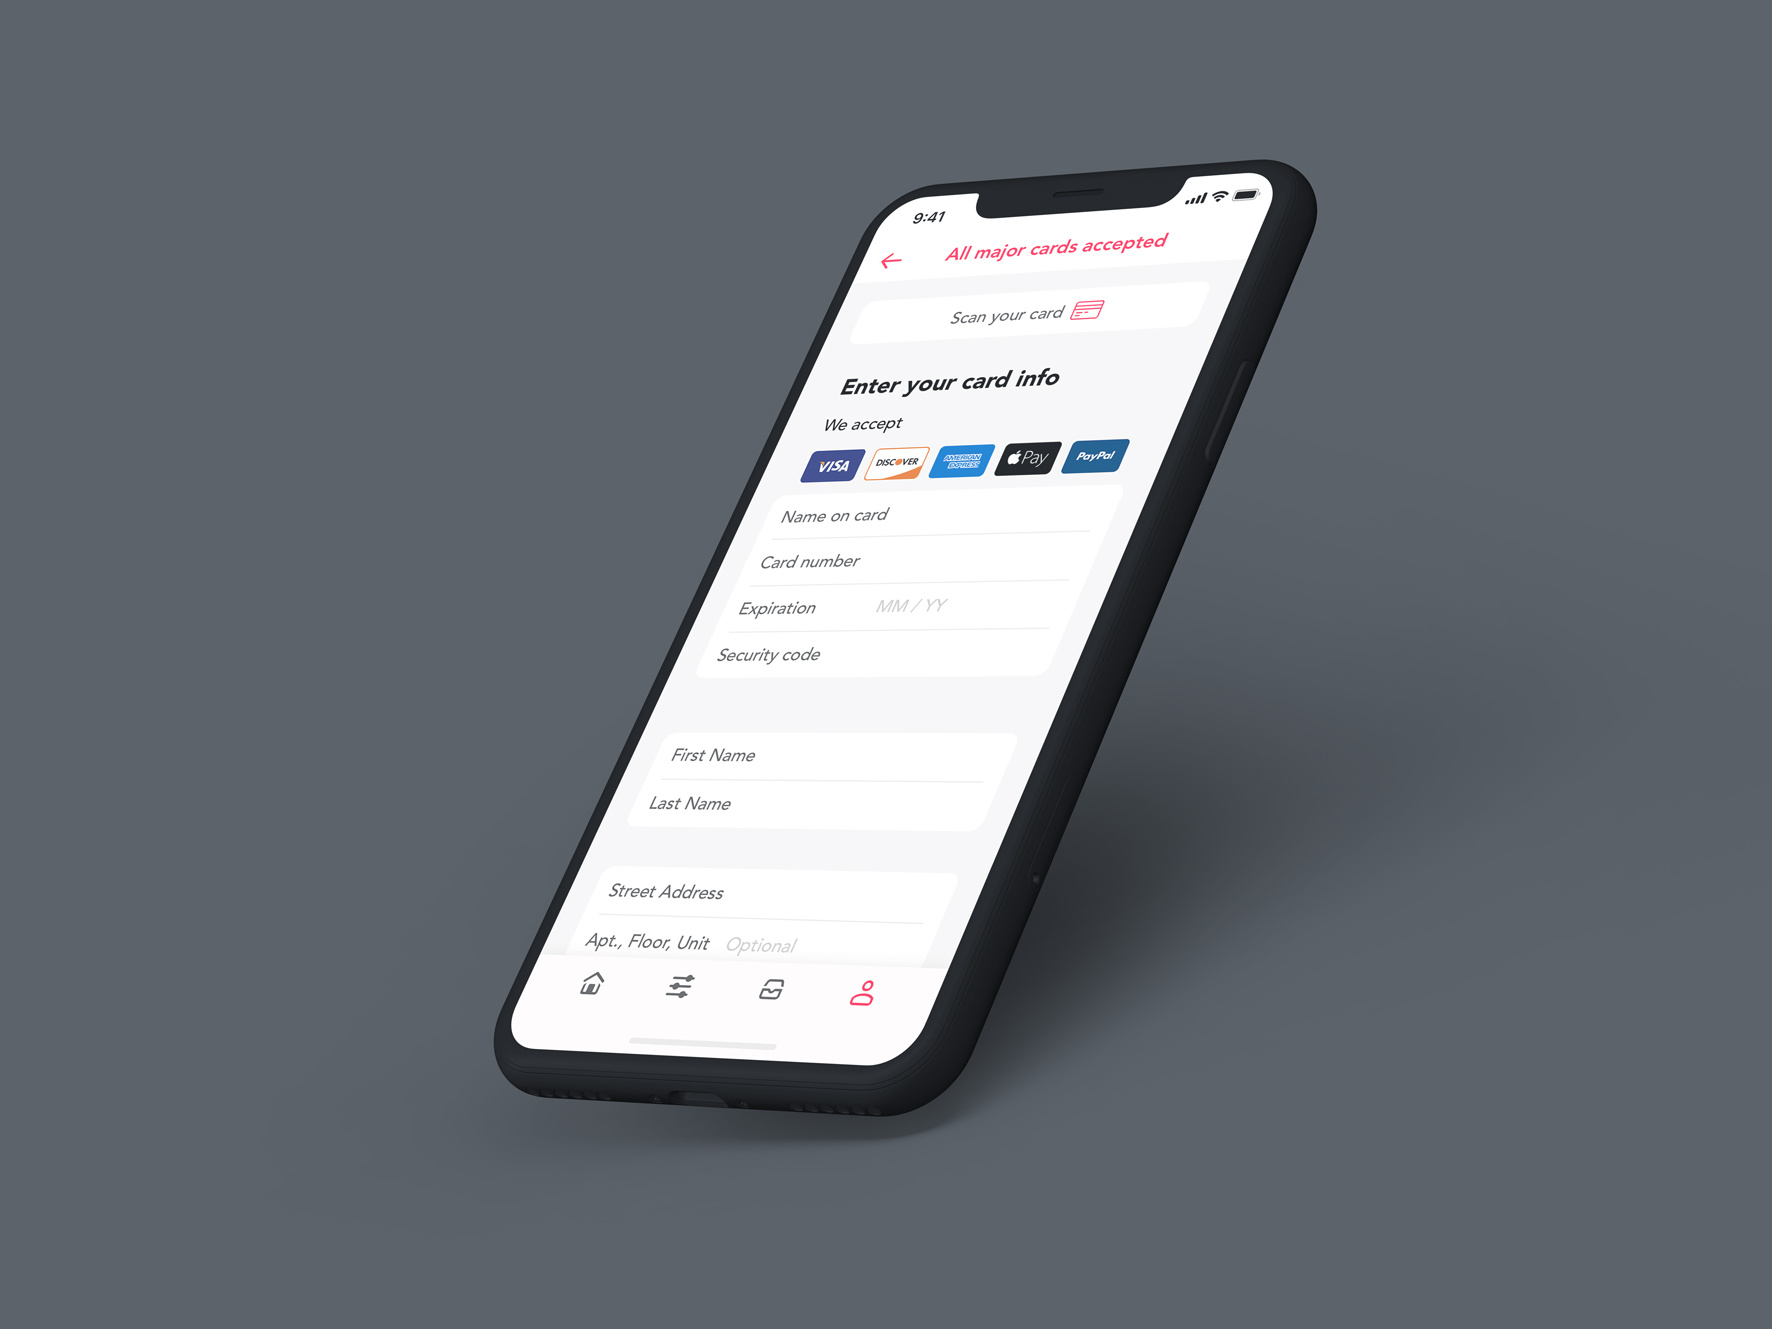 9:41
All major cards accepted
Scan your card
Enter your card info
We accept
VISA DISCOVER AMERICAN EXPRESS Pay PayPal
Name on card
Card number
Expiration MM / YY
Security code
First Name
Last Name
Street Address
Apt., Floor, Unit Optional